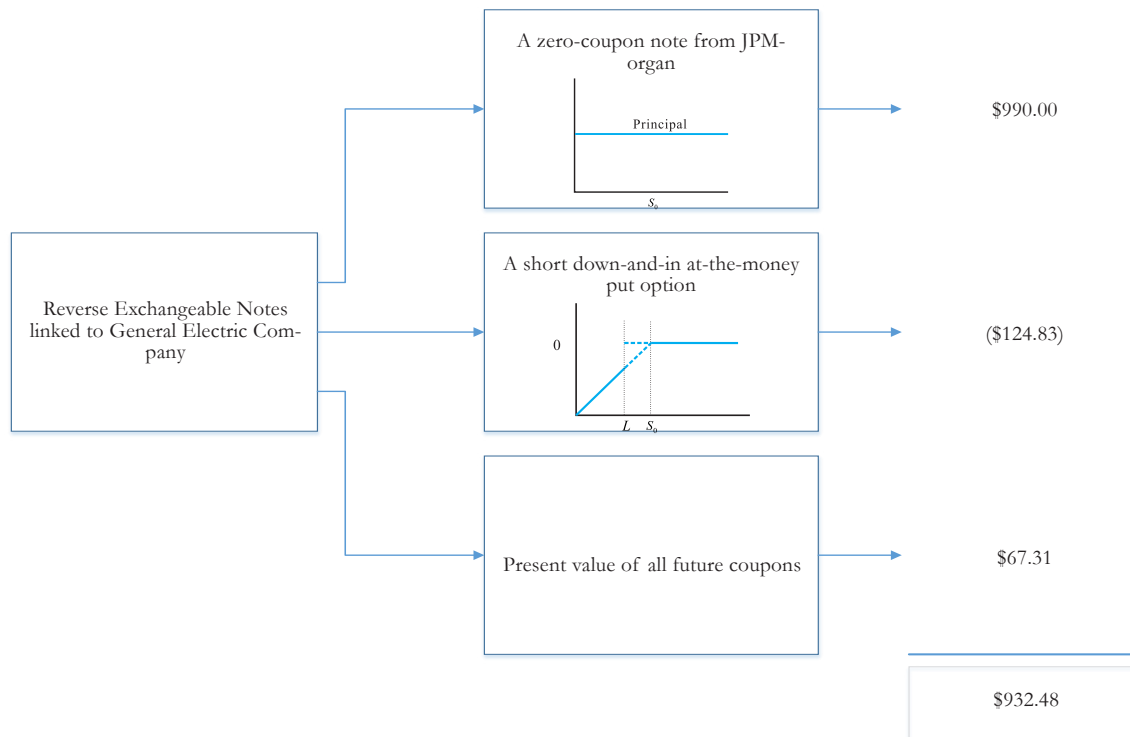 A zero-coupon note from JPM-
organ
Principal
S₀
$990.00
Reverse Exchangeable Notes
linked to General Electric Com-
pany
A short down-and-in at-the-money
put option
0
L S₀
($124.83)
Present value of all future coupons
$67.31
$932.48